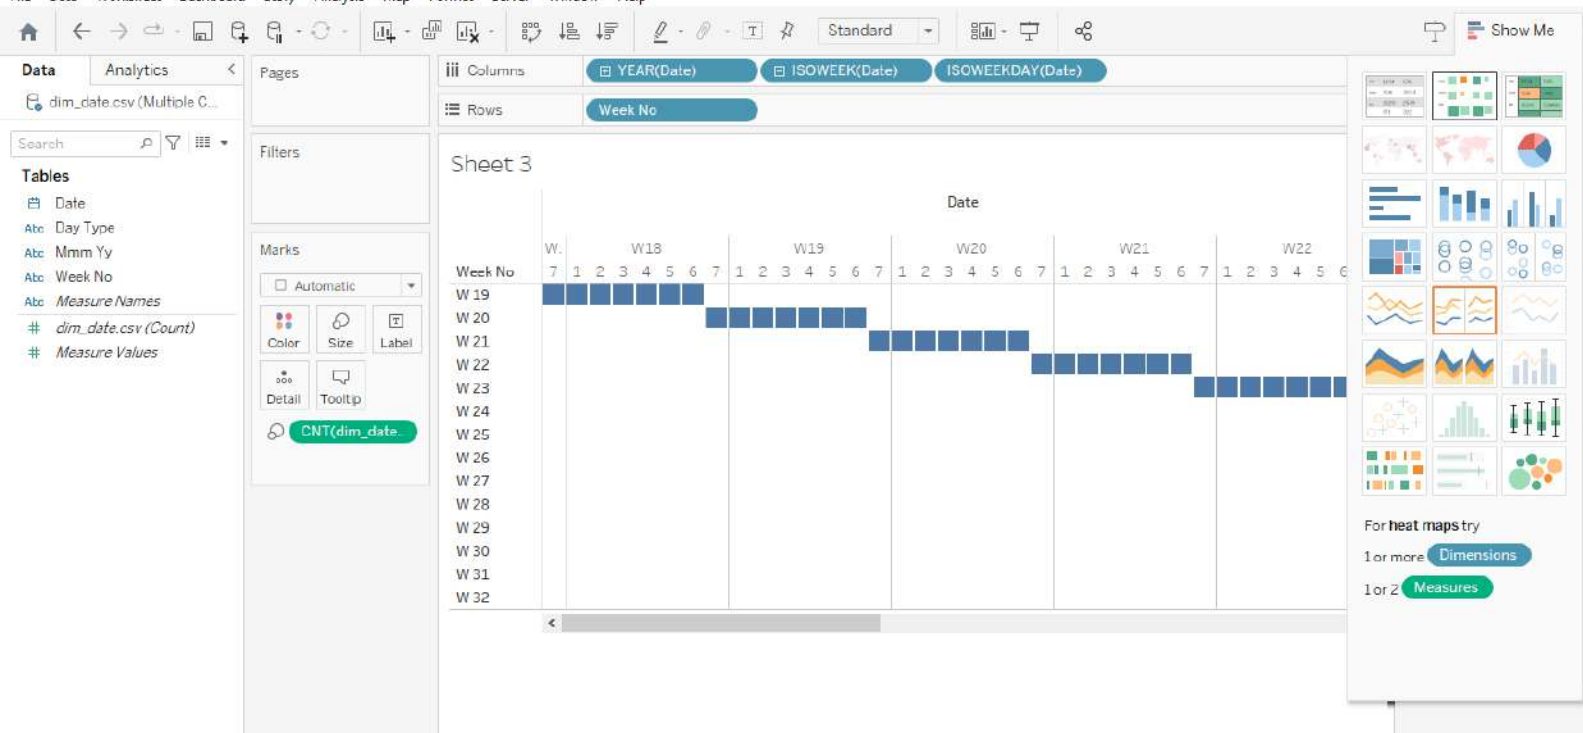 Standard
Show Me
Data Analytics
Pages
iii Columns
YEAR(Date) ISOWEEK(Date) ISOWEEKDAY(Date)
dim_date.csv (Multiple C...
Rows
Week No
Search
Filters
Tables
Date
Abc Day Type
Abc Mmm Yy
Abc Week No
Abc Measure Names
# dim_date.csv (Count)
# Measure Values
Marks
Automatic
Color Size Label
Detail Tooltip
CNT(dim_date..
Sheet 3
Date
W. W18 W19 W20 W21 W22
Week No 7 1 2 3 4 5 6 7 1 2 3 4 5 6 7 1 2 3 4 5 6 7 1 2 3 4 5 6 7 1 2 3 4 5 6
W 19
W 20
W 21
W 22
W 23
W 24
W 25
W 26
W 27
W 28
W 29
W 30
W 31
W 32
For heat maps try
1 or more Dimensions
1 or 2 Measures